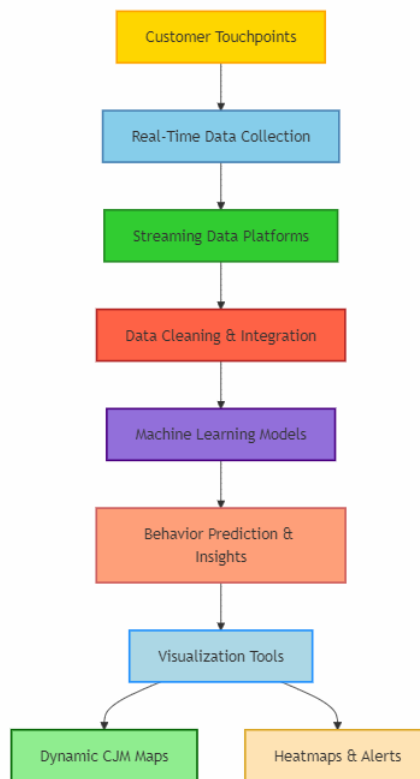 Customer Touchpoints
Real-Time Data Collection
Streaming Data Platforms
Data Cleaning & Integration
Machine Learning Models
Behavior Prediction &
Insights
Visualization Tools
Dynamic CJM Maps
Heatmaps & Alerts